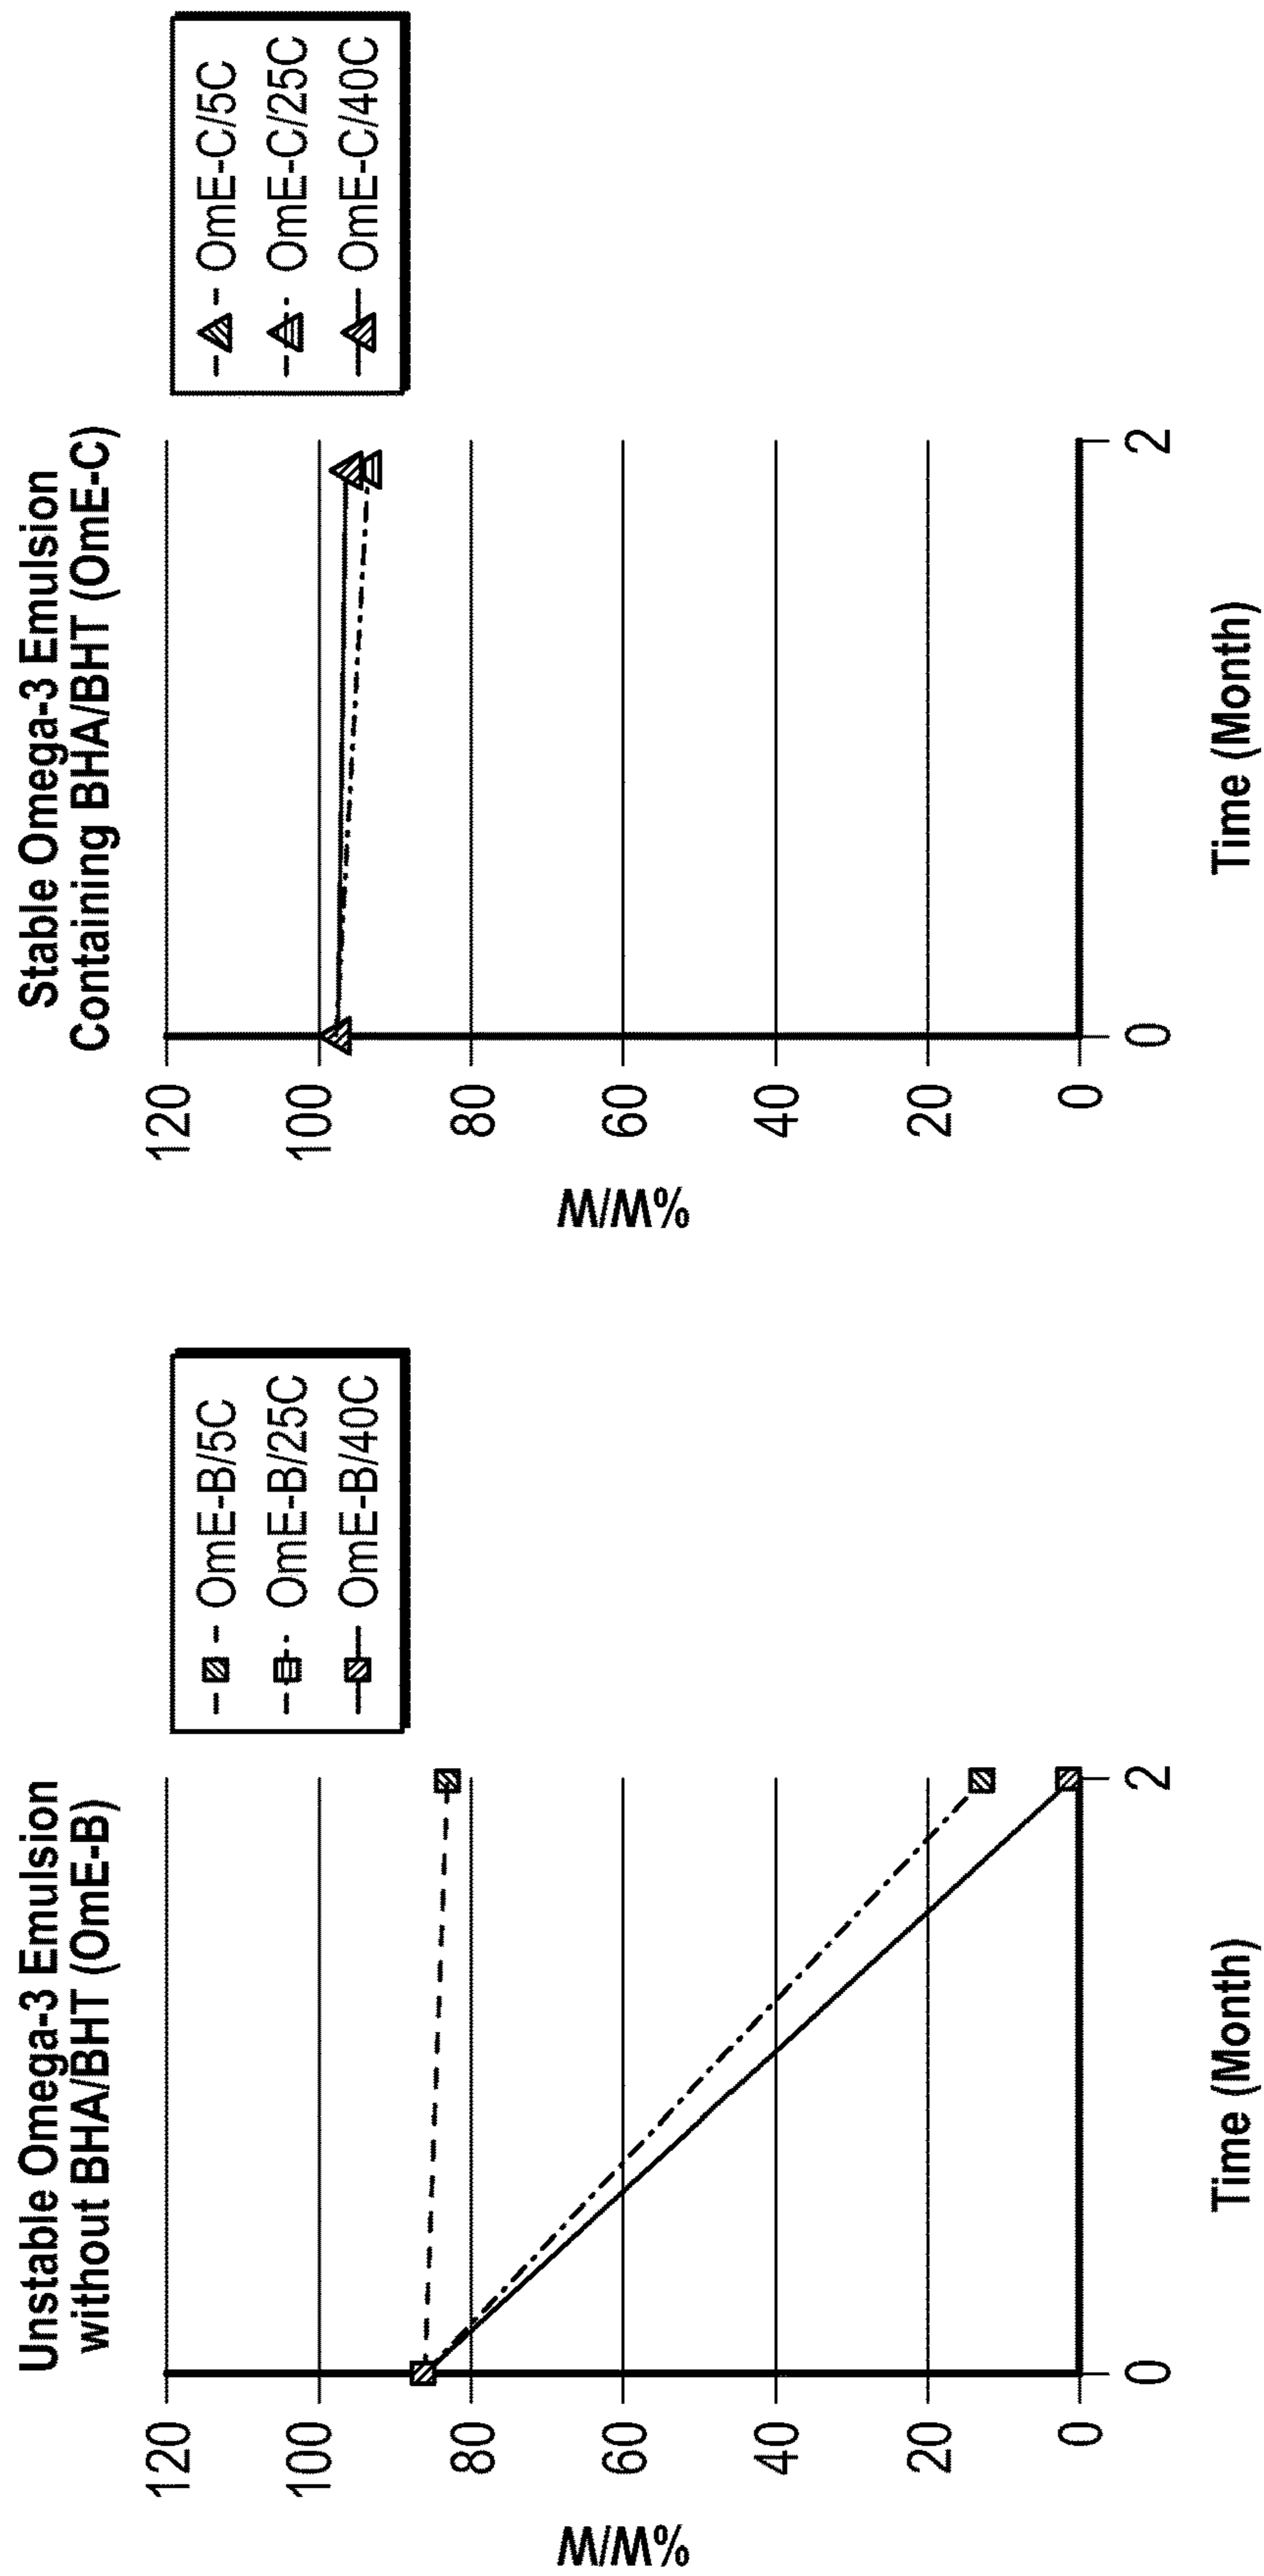 Unstable Omega-3 Emulsion
without BHA/BHT (OmE-B)
%W/W
120
100
80
60
40
20
0
0
2
Time (Month)
OmE-B/5C
OmE-B/25C
OmE-B/40C
Stable Omega-3 Emulsion
Containing BHA/BHT (OmE-C)
%W/W
120
100
80
60
40
20
0
0
2
Time (Month)
OmE-C/5C
OmE-C/25C
OmE-C/40C